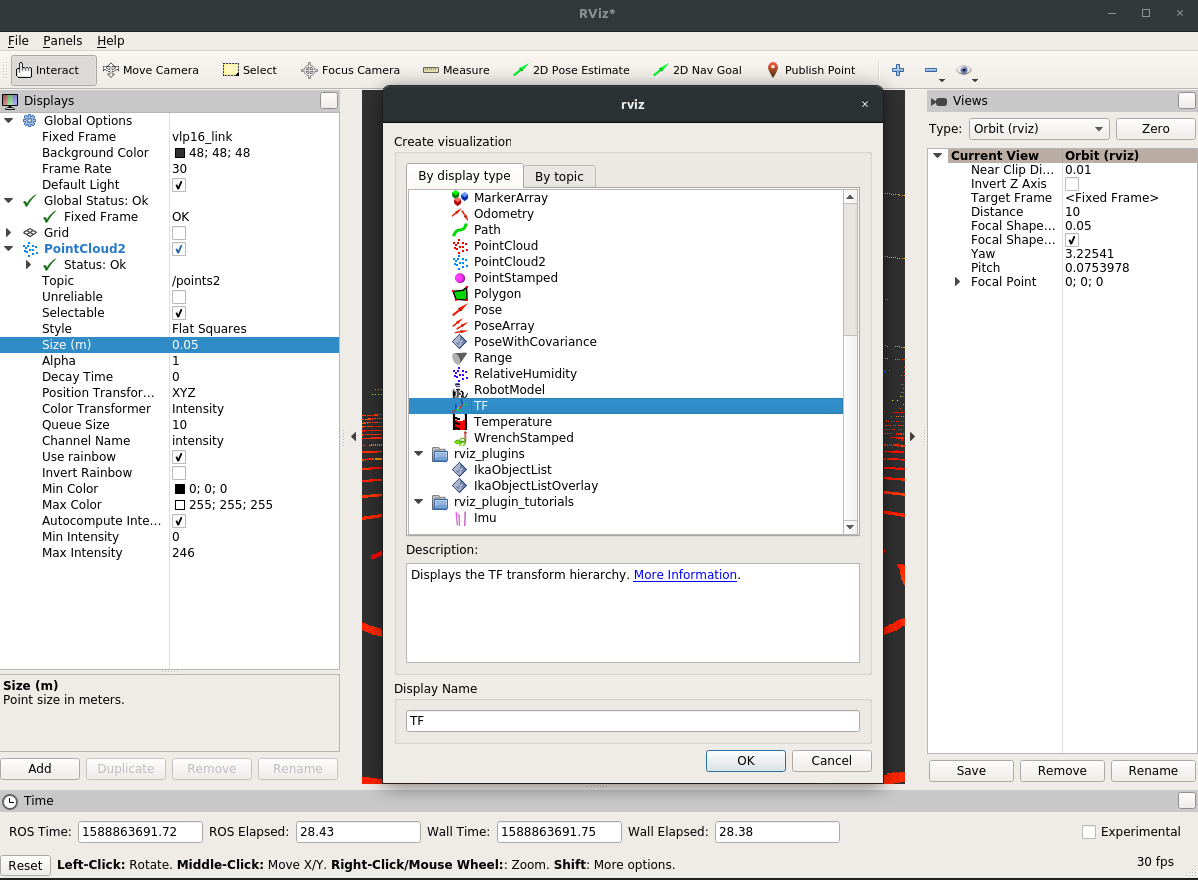 RViz*
File Panels Help
Interact Move Camera Select Focus Camera Measure 2D Pose Estimate 2D Nav Goal Publish Point
Displays
Global Options
Fixed Frame vlp16_link
Background Color 48; 48; 48
Frame Rate 30
Default Light
Global Status: Ok
Fixed Frame OK
Grid
PointCloud2
Status: Ok
Topic /points2
Unreliable
Selectable
Style Flat Squares
Size (m) 0.05
Alpha 1
Decay Time 0
Position Transfor... XYZ
Color Transformer Intensity
Queue Size 10
Channel Name intensity
Use rainbow
Invert Rainbow
Min Color 0; 0; 0
Max Color 255; 255; 255
Autocompute Inte...
Min Intensity 0
Max Intensity 246
Size (m)
Point size in meters.
Add Duplicate Remove Rename
rviz
Create visualization
By display type By topic
MarkerArray
Odometry
Path
PointCloud
PointCloud2
PointStamped
Polygon
Pose
PoseArray
PoseWithCovariance
Range
RelativeHumidity
RobotModel
TF
Temperature
WrenchStamped
rviz_plugins
IkaObjectList
IkaObjectListOverlay
rviz_plugin_tutorials
Imu
Description:
Displays the TF transform hierarchy. More Information.
Display Name
TF
OK Cancel
Views
Type: Orbit (rviz) Zero
Current View Orbit (rviz)
Near Clip Di... 0.01
Invert Z Axis
Target Frame <Fixed Frame>
Distance 10
Focal Shape... 0.05
Focal Shape...
Yaw 3.22541
Pitch 0.0753978
Focal Point 0; 0; 0
Save Remove Rename
Time
ROS Time: 1588863691.72 ROS Elapsed: 28.43 Wall Time: 1588863691.75 Wall Elapsed: 28.38 Experimental
Reset Left-Click: Rotate. Middle-Click: Move X/Y. Right-Click/Mouse Wheel:: Zoom. Shift: More options. 30 fps